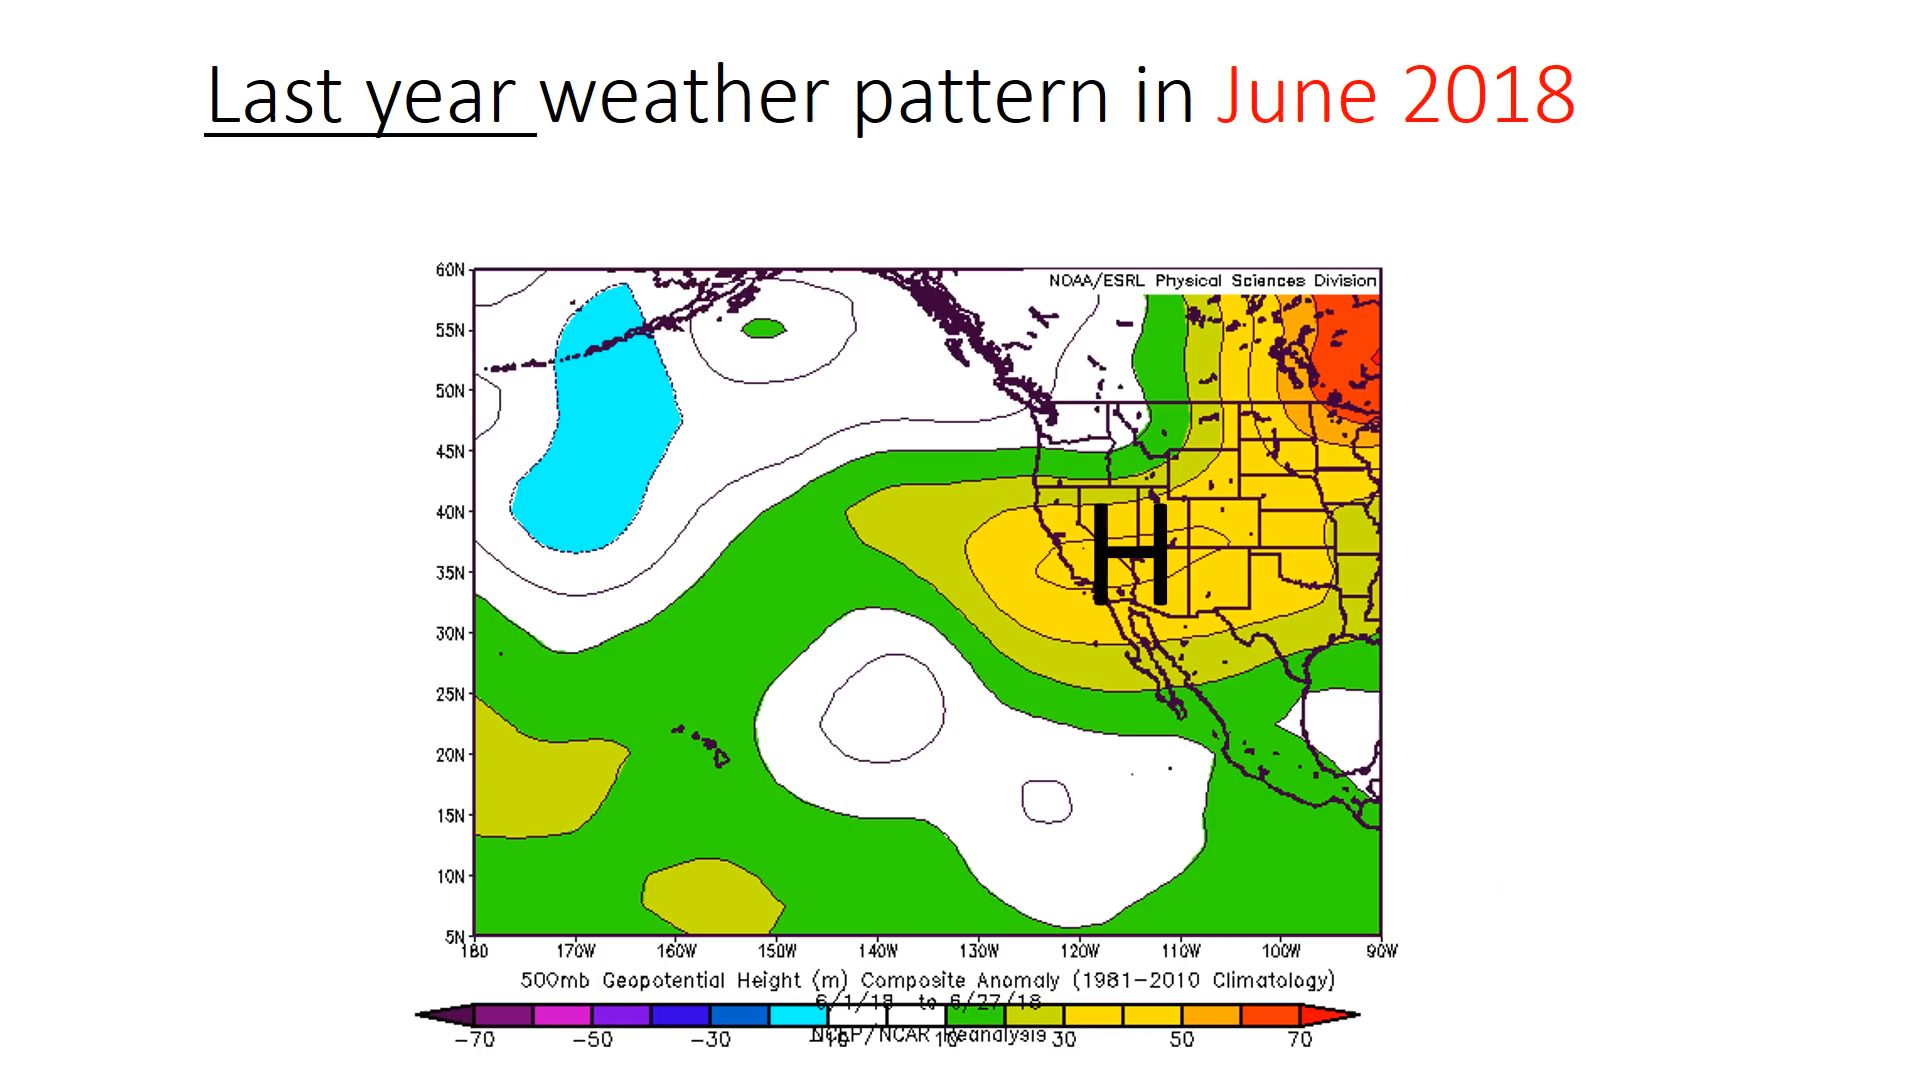 Last year weather pattern in June 2018
NOAA/ESRL Physical Sciences Division
60N
55N
50N
45N
40N
35N
30N
25N
20N
15N
10N
5N
H
180 170W 160W 150W 140W 130W 120W 110W 100W 90W
500mb Geopotential Height (m) Composite Anomaly (1981-2010 Climatology)
6/1/18 to 6/27/18
NCEP/NCAR Reanalysis
-70 -50 -30 -10 10 30 50 70